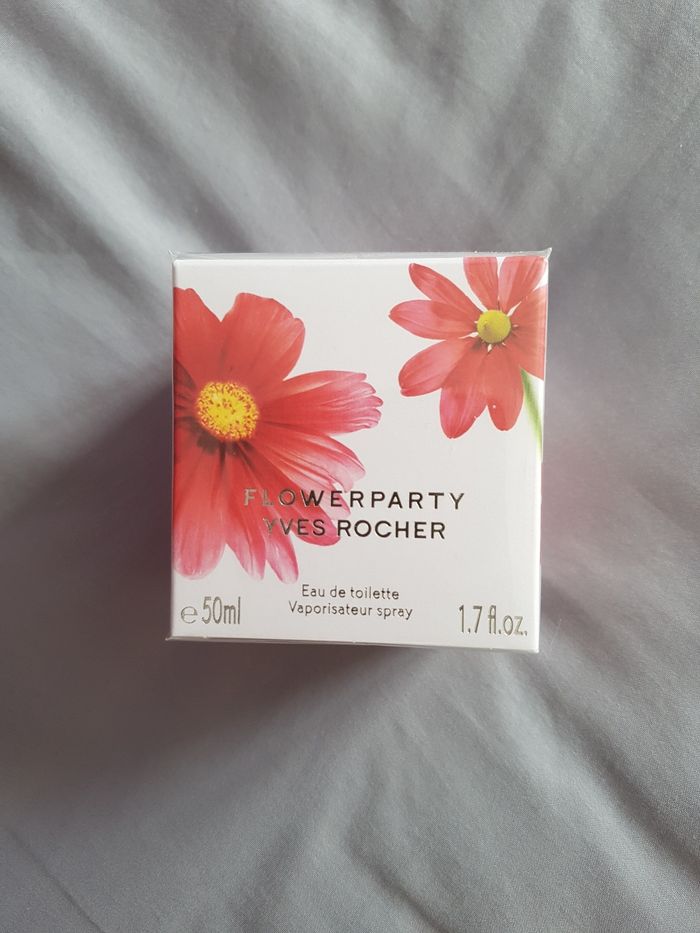 FLOWERPARTY
YVES ROCHER
Eau de toilette
Vaporisateur spray
℮ 50ml
1.7 fl.oz.